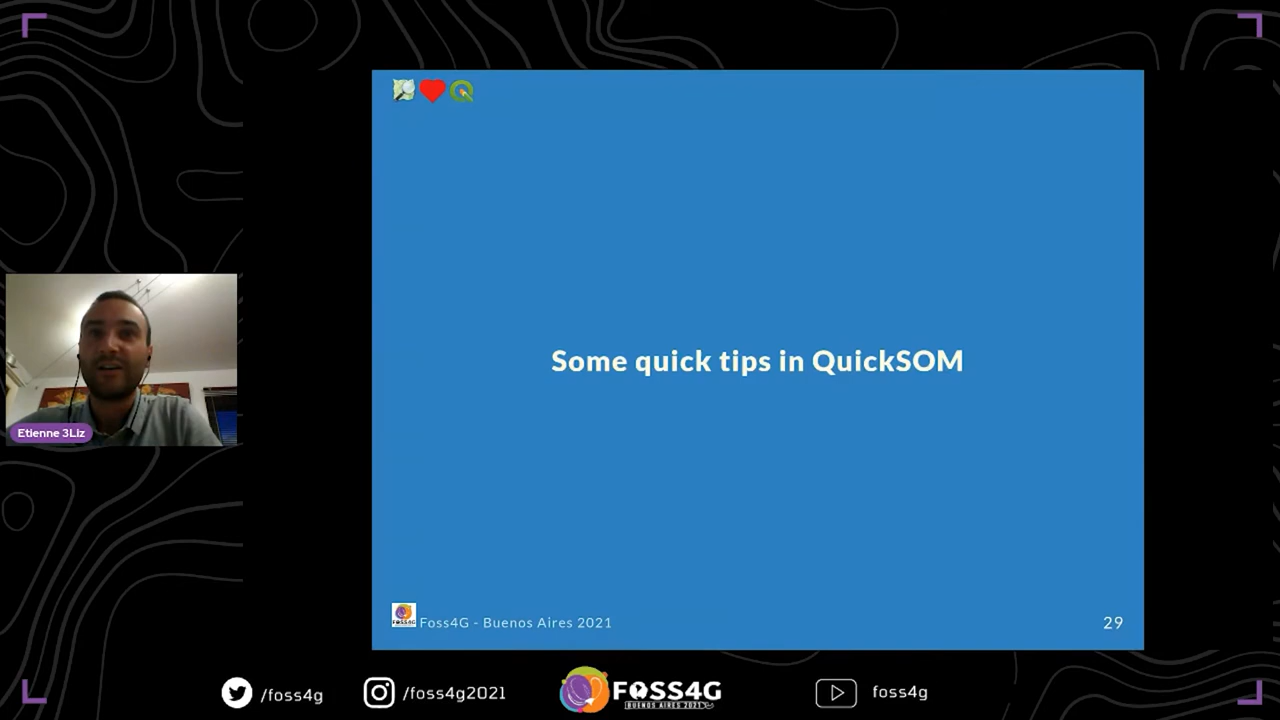 Some quick tips in QuickSOM
Etienne 3Liz
FOSS4G
Foss4G - Buenos Aires 2021
29
/foss4g
/foss4g2021
FOSS4G
BUENOS AIRES 2021
foss4g